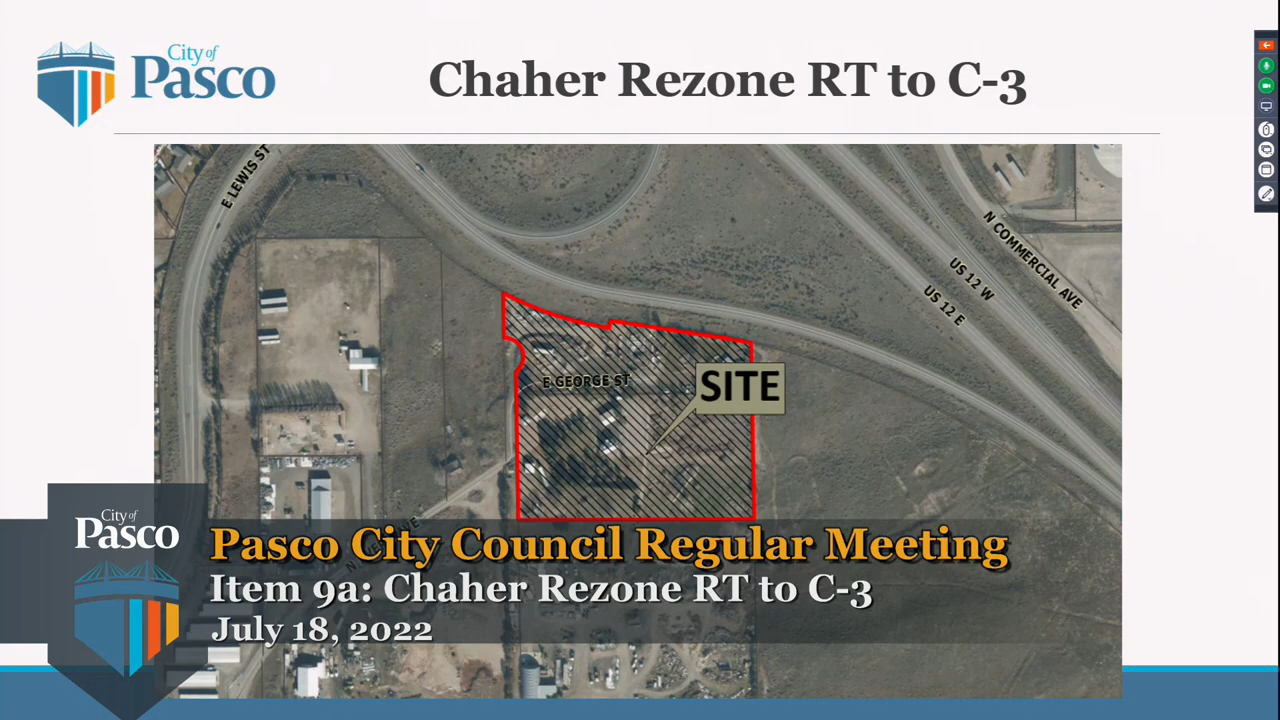 City of
Pasco
Chaher Rezone RT to C-3
E LEWIS ST
N COMMERCIAL AVE
US 12 W
US 12 E
E GEORGE ST
SITE
City of
Pasco
Pasco City Council Regular Meeting
Item 9a: Chaher Rezone RT to C-3
July 18, 2022